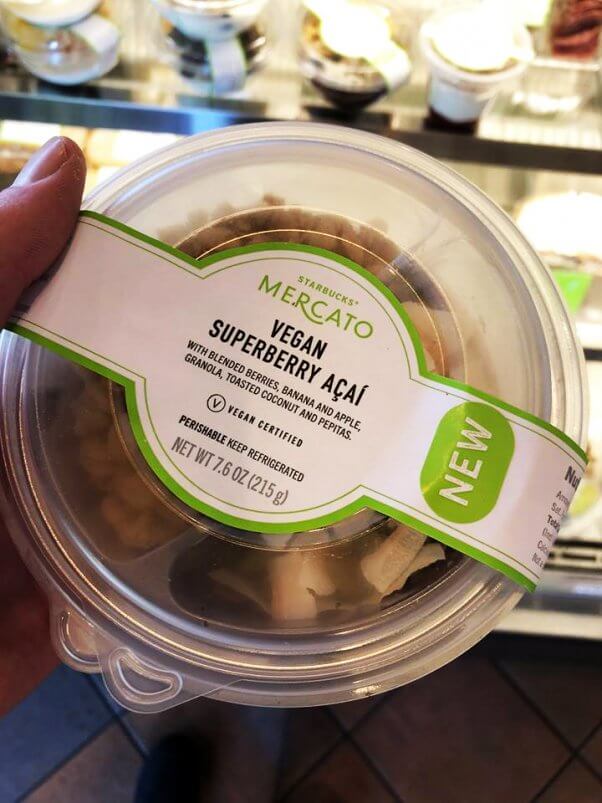 STARBUCKS®
MERCATO
VEGAN
SUPERBERRY AÇAÍ
WITH BLENDED BERRIES, BANANA AND APPLE,
GRANOLA, TOASTED COCONUT AND PEPITAS.
V VEGAN CERTIFIED
PERISHABLE KEEP REFRIGERATED
NET WT 7.6 OZ (215g)
NEW